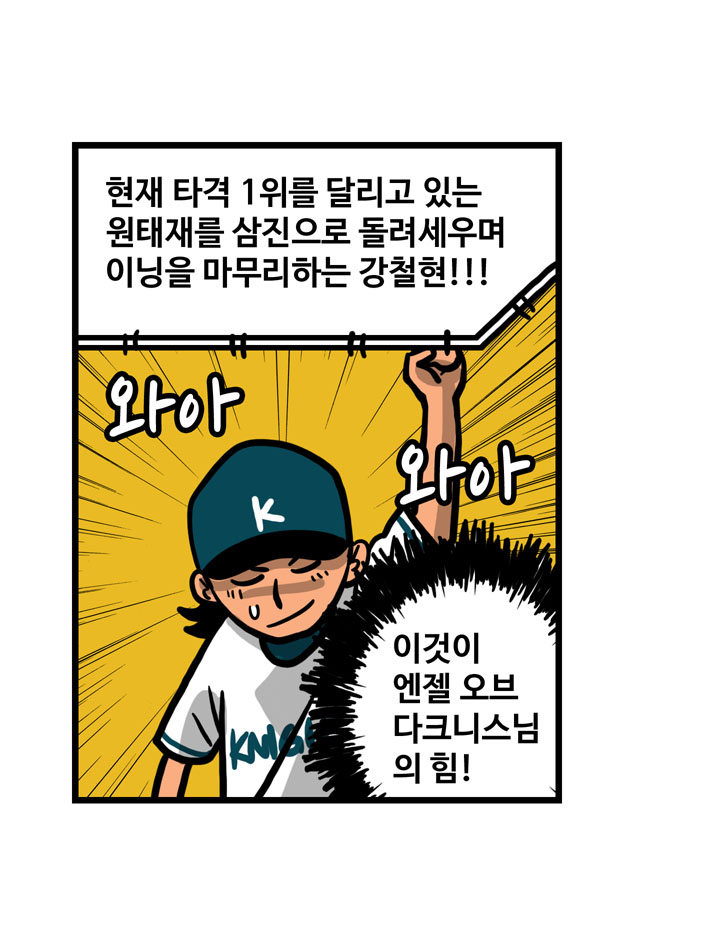 현재 타격 1위를 달리고 있는
원태재를 삼진으로 돌려세우며
이닝을 마무리하는 강철현!!!
와아
와아
K
KNIG
이것이
엔젤 오브
다크니스님
의 힘!